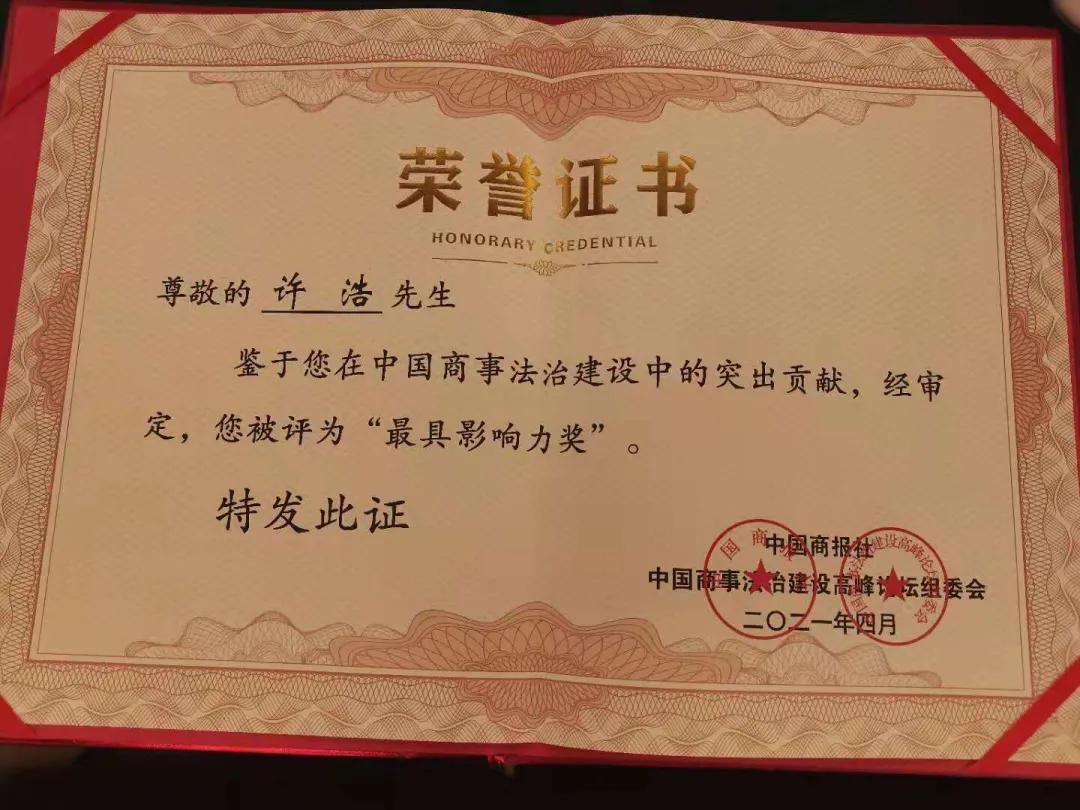 荣誉证书
HONORARY CREDENTIAL
尊敬的 许 浩 先生
鉴于您在中国商事法治建设中的突出贡献，经审
定，您被评为“最具影响力奖”。
特发此证
中国商报社
中国商事法治建设高峰论坛组委会
二〇二一年四月